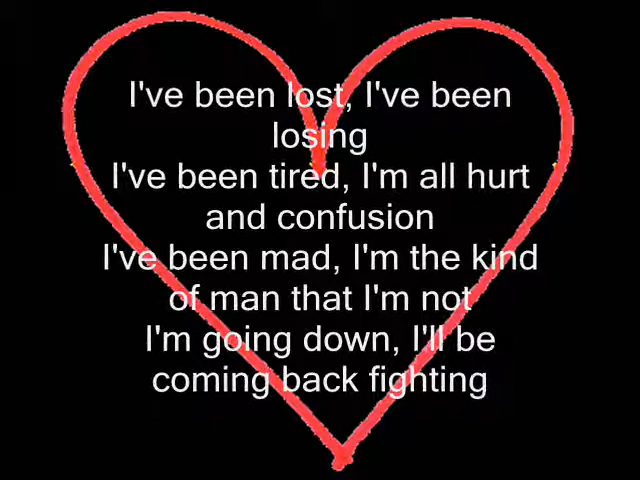 I've been lost, I've been
losing
I've been tired, I'm all hurt
and confusion
I've been mad, I'm the kind
of man that I'm not
I'm going down, I'll be
coming back fighting